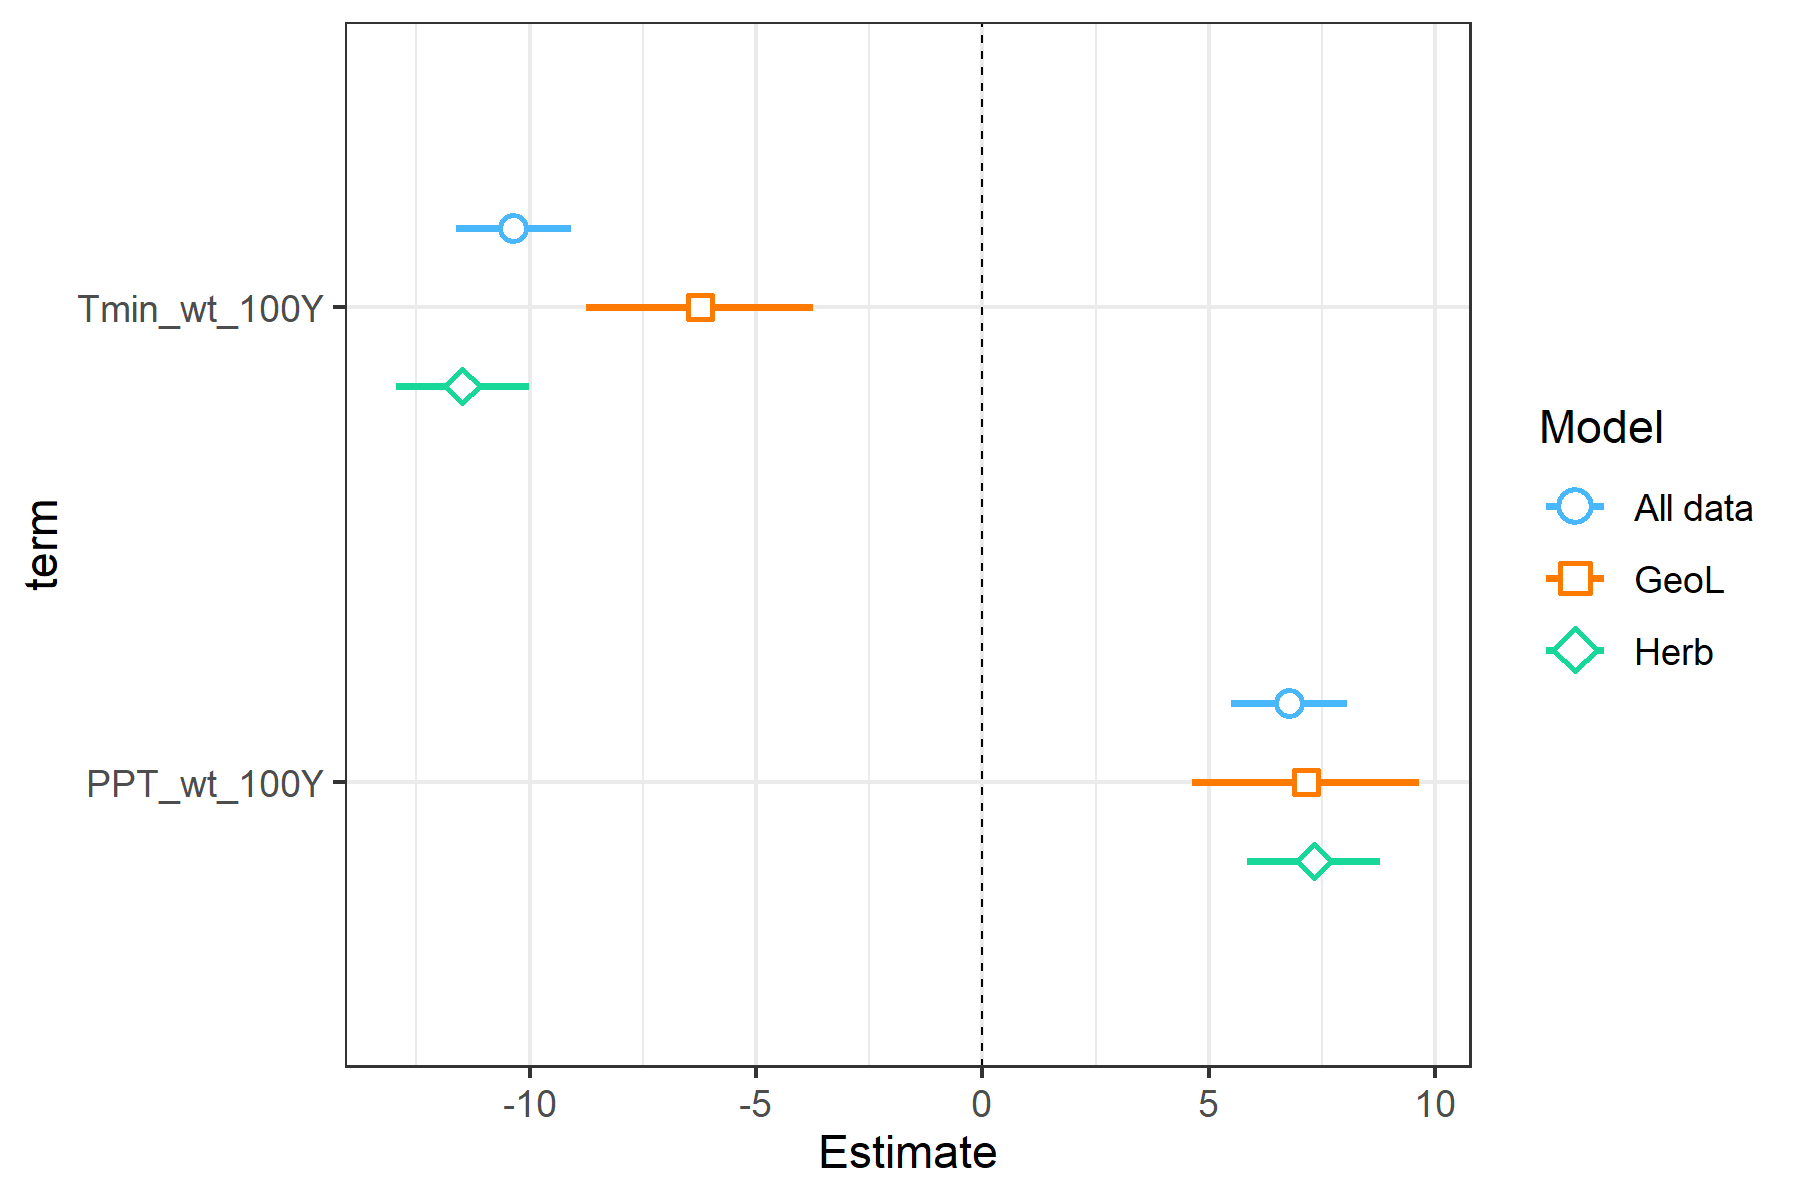 Tmin_wt_100Y
PPT_wt_100Y
term
-10
-5
0
5
10
Estimate
Model
All data
GeoL
Herb